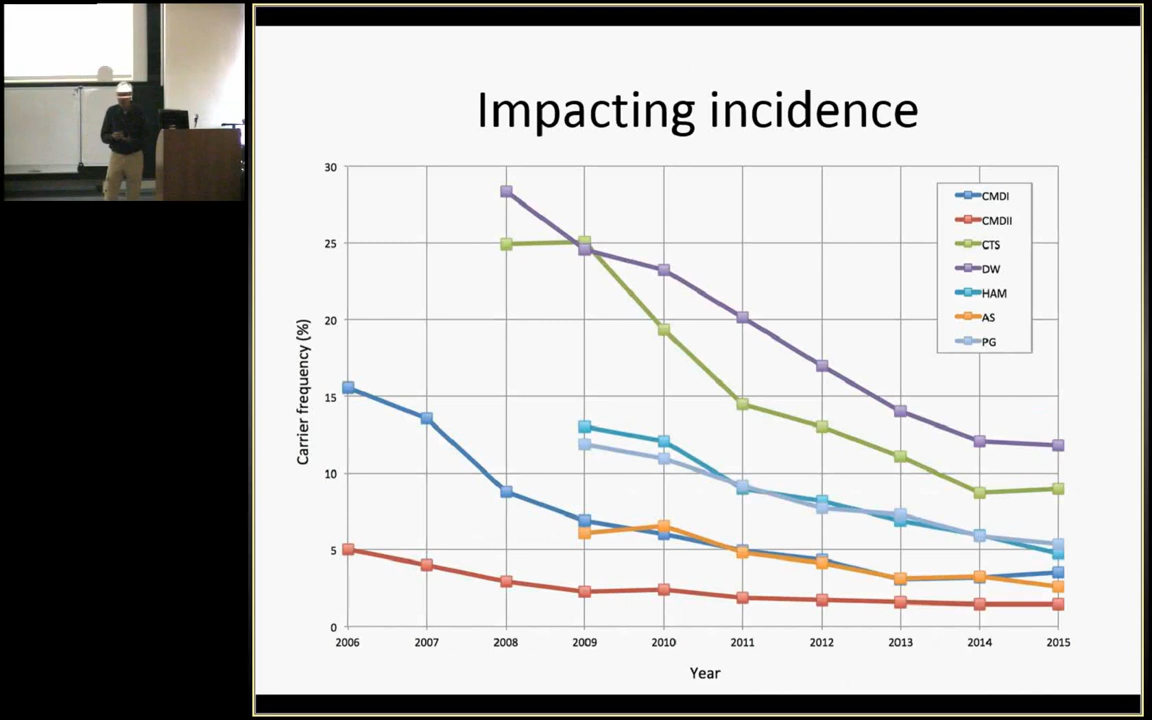 Impacting incidence
30
25
20
15
10
5
0
Carrier frequency (%)
2006 2007 2008 2009 2010 2011 2012 2013 2014 2015
Year
CMDI
CMDII
CTS
DW
HAM
AS
PG